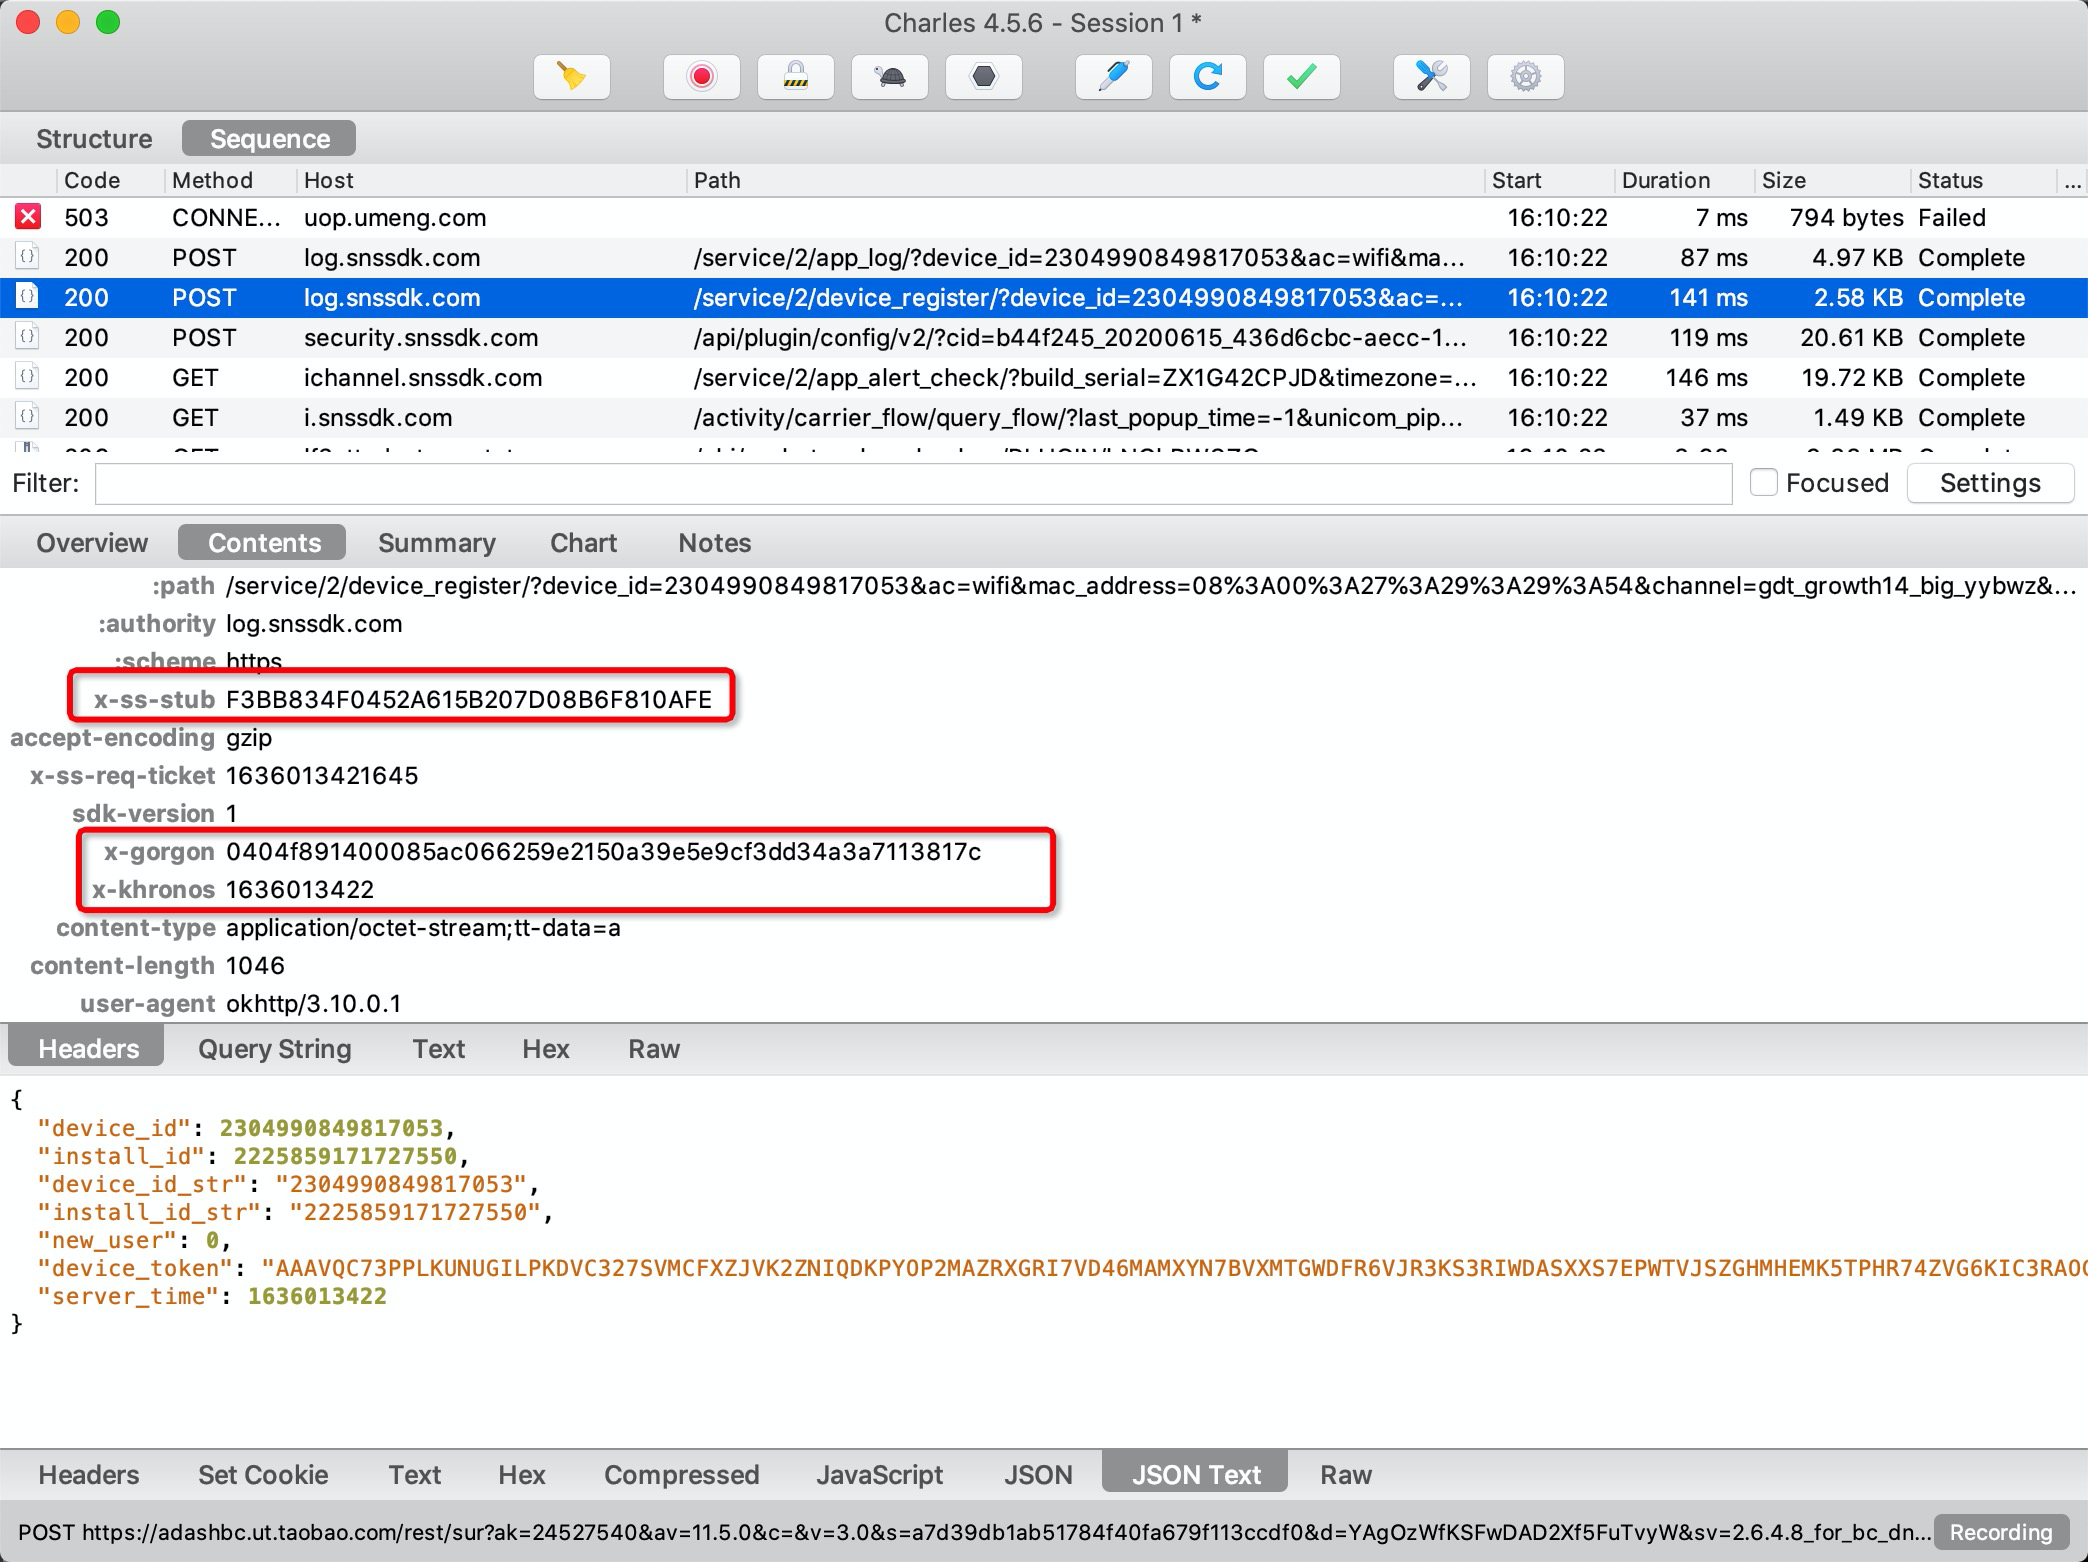 Charles 4.5.6 - Session 1 *
Structure Sequence
Code Method Host Path Start Duration Size Status ...
503 CONNE... uop.umeng.com 16:10:22 7 ms 794 bytes Failed
200 POST log.snssdk.com /service/2/app_log/?device_id=2304990849817053&ac=wifi&ma... 16:10:22 87 ms 4.97 KB Complete
200 POST log.snssdk.com /service/2/device_register/?device_id=2304990849817053&ac=... 16:10:22 141 ms 2.58 KB Complete
200 POST security.snssdk.com /api/plugin/config/v2/?cid=b44f245_20200615_436d6cbc-aecc-1... 16:10:22 119 ms 20.61 KB Complete
200 GET ichannel.snssdk.com /service/2/app_alert_check/?build_serial=ZX1G42CPJD&timezone=... 16:10:22 146 ms 19.72 KB Complete
200 GET i.snssdk.com /activity/carrier_flow/query_flow/?last_popup_time=-1&unicom_pip... 16:10:22 37 ms 1.49 KB Complete
Filter: Focused Settings
Overview Contents Summary Chart Notes
:path /service/2/device_register/?device_id=2304990849817053&ac=wifi&mac_address=08%3A00%3A27%3A29%3A29%3A54&channel=gdt_growth14_big_yybwz&...
:authority log.snssdk.com
:scheme https
x-ss-stub F3BB834F0452A615B207D08B6F810AFE
accept-encoding gzip
x-ss-req-ticket 1636013421645
sdk-version 1
x-gorgon 0404f891400085ac066259e2150a39e5e9cf3dd34a3a7113817c
x-khronos 1636013422
content-type application/octet-stream;tt-data=a
content-length 1046
user-agent okhttp/3.10.0.1
Headers Query String Text Hex Raw
{
"device_id": 2304990849817053,
"install_id": 2225859171727550,
"device_id_str": "2304990849817053",
"install_id_str": "2225859171727550",
"new_user": 0,
"device_token": "AAAVQC73PPLKUNUGILPKDVC327SVMCFXZJVK2ZNIQDKPYOP2MAZRXGRI7VD46MAMXYN7BVXMTGWDFR6VJR3KS3RIWDASXXS7EPWTVJSZGHMHEMK5TPHR74ZVG6KIC3RAO
"server_time": 1636013422
}
Headers Set Cookie Text Hex Compressed JavaScript JSON JSON Text Raw
POST https://adashbc.ut.taobao.com/rest/sur?ak=24527540&av=11.5.0&c=&v=3.0&s=a7d39db1ab51784f40fa679f113ccdf0&d=YAgOzWfKSFwDAD2Xf5FuTvyW&sv=2.6.4.8_for_bc_dn... Recording